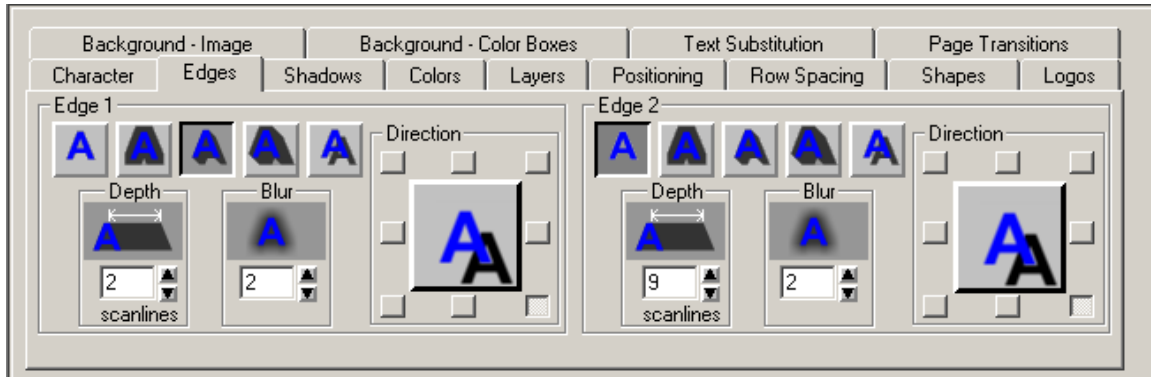 Background - Image Background - Color Boxes Text Substitution Page Transitions
Character Edges Shadows Colors Layers Positioning Row Spacing Shapes Logos
Edge 1 Edge 2
A A A A A Direction A A A A A Direction
Depth Blur Depth Blur
A A A A A A A A
2 2 9 2
scanlines scanlines